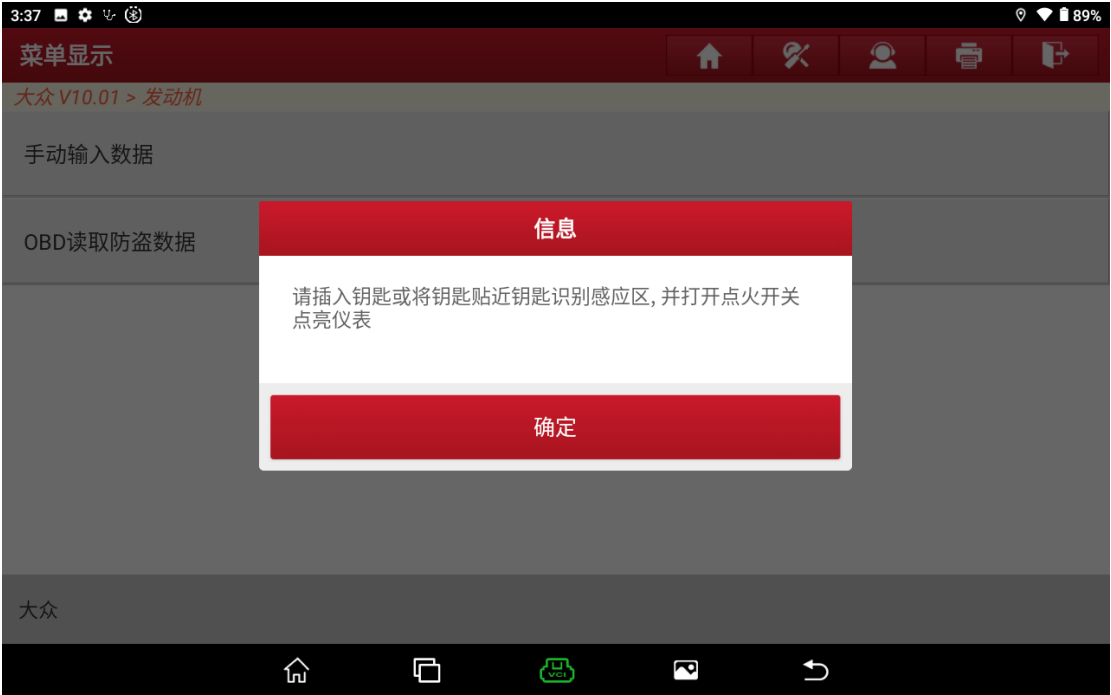 3:37
89%
菜单显示
大众 V10.01 > 发动机
手动输入数据
OBD读取防盗数据
信息
请插入钥匙或将钥匙贴近钥匙识别感应区, 并打开点火开关
点亮仪表
确定
大众
VCI